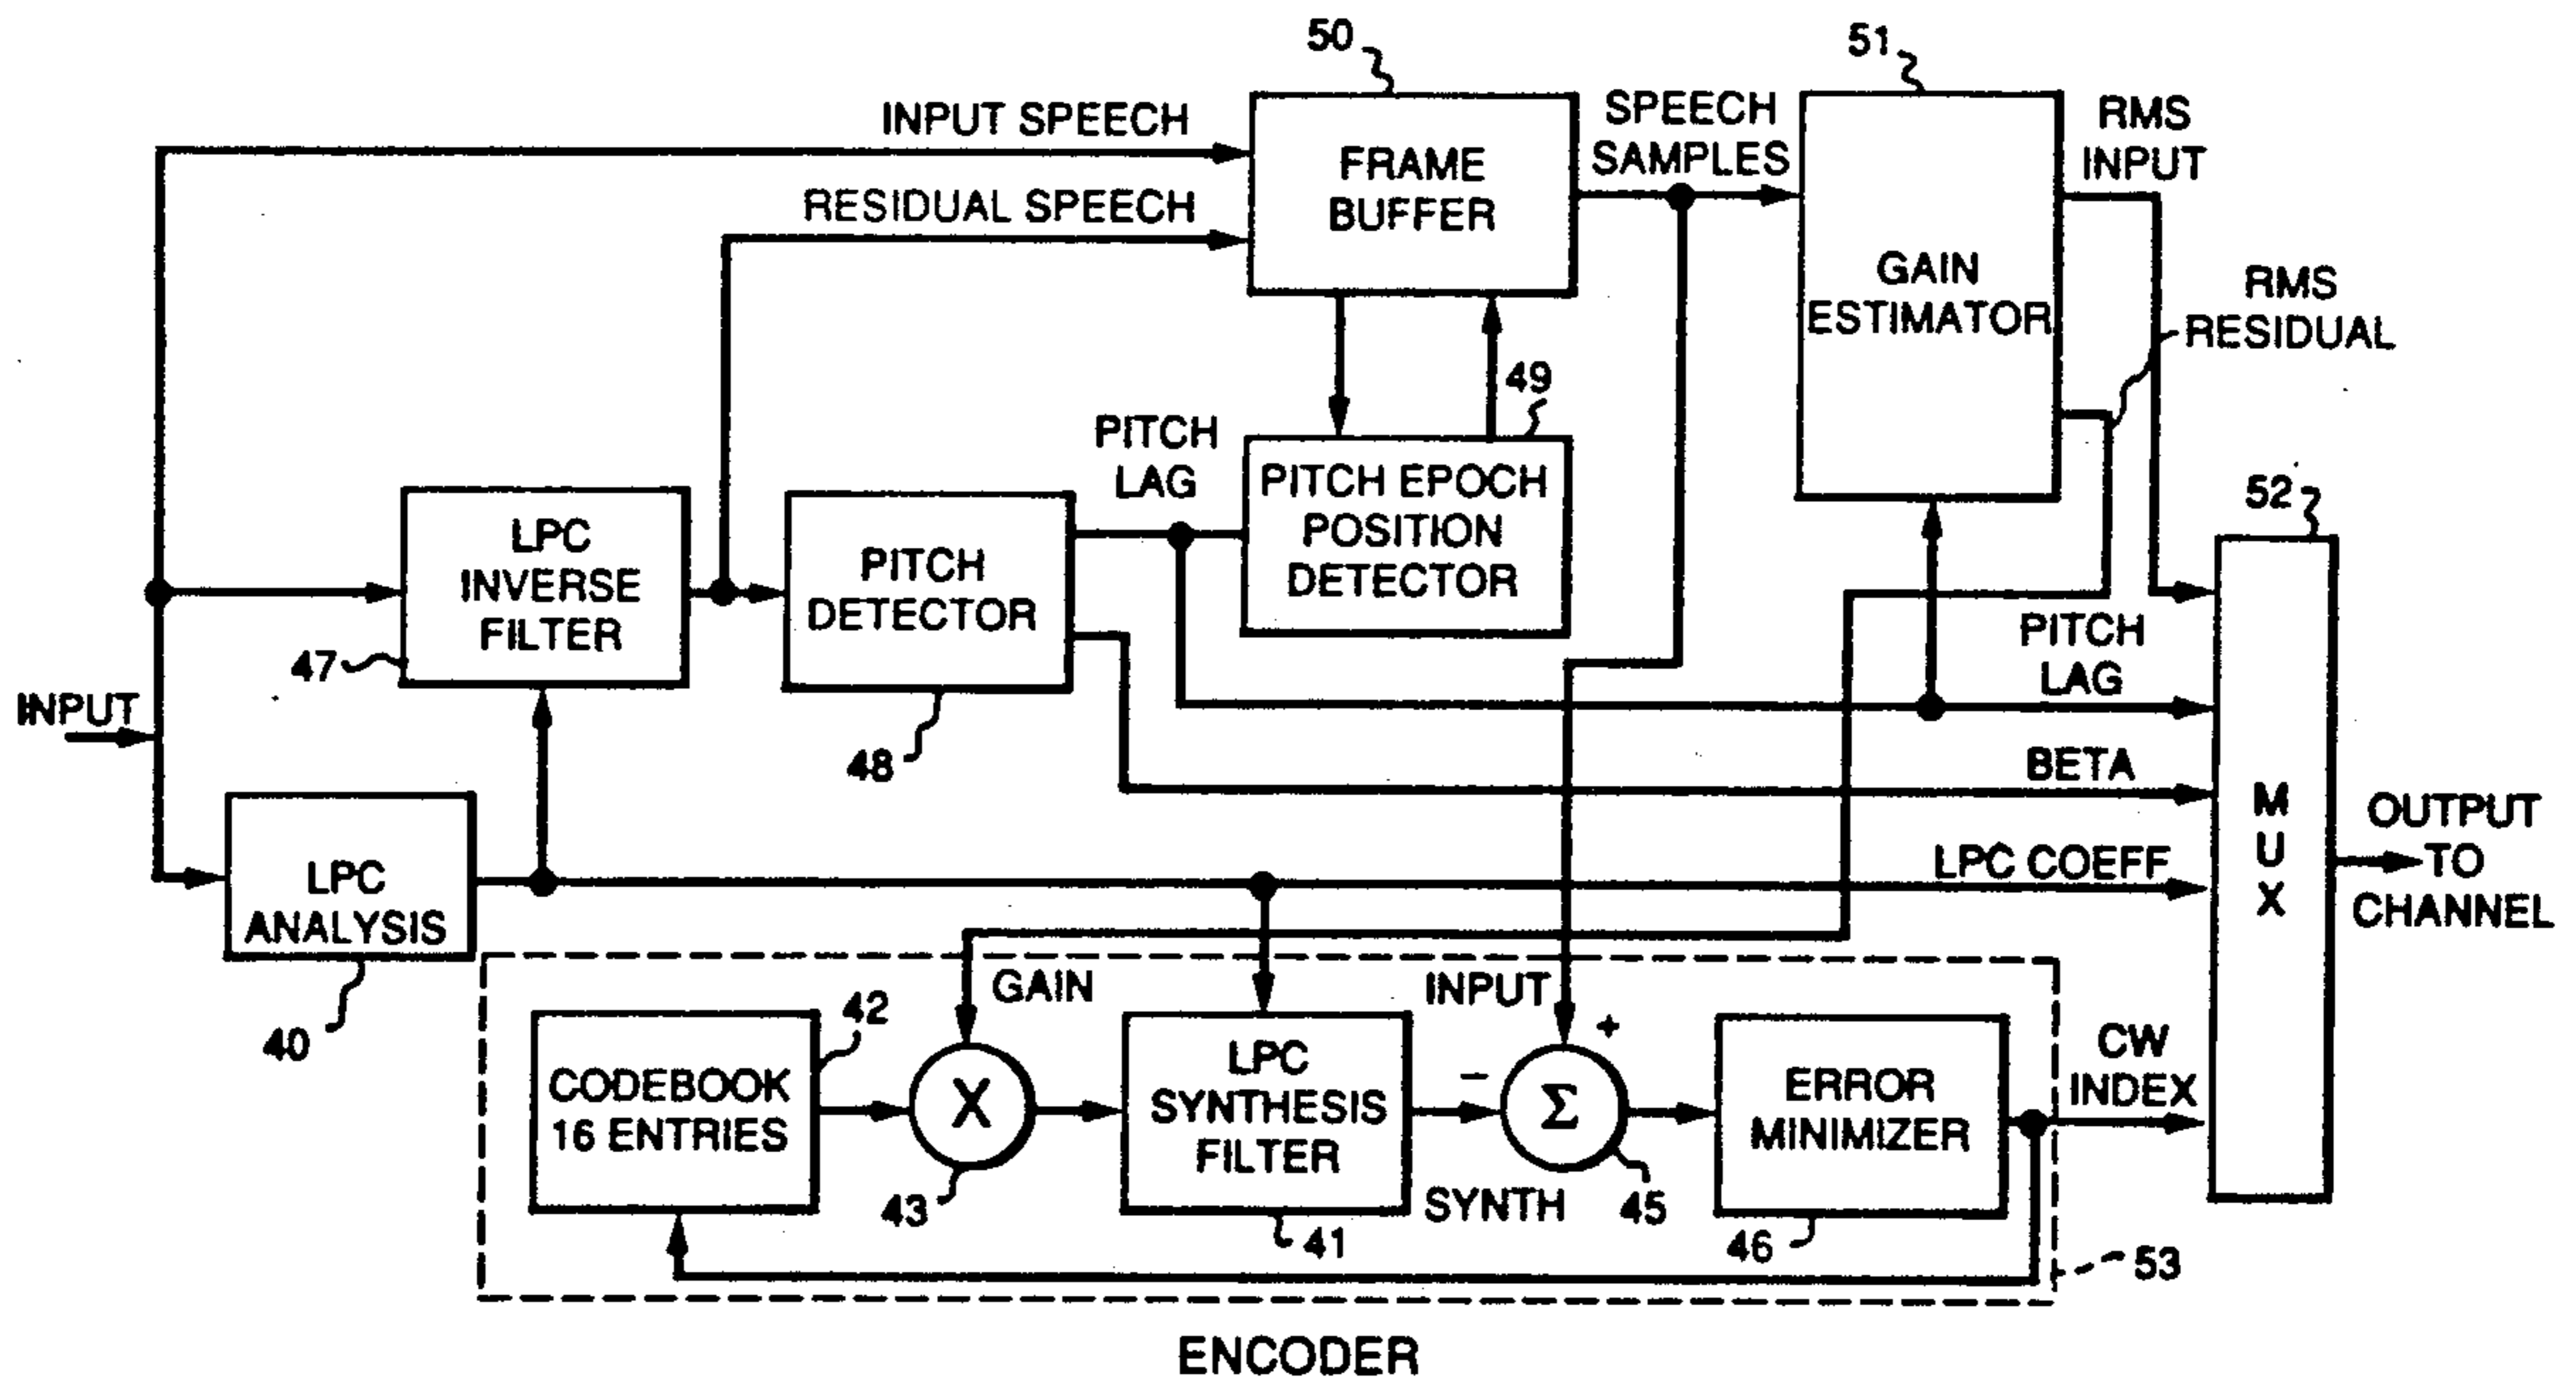 50
51
INPUT SPEECH
SPEECH
SAMPLES
RMS
INPUT
FRAME
BUFFER
RESIDUAL SPEECH
GAIN
ESTIMATOR
RMS
RESIDUAL
49
PITCH
LAG
PITCH EPOCH
POSITION
DETECTOR
52
LPC
INVERSE
FILTER
47
PITCH
DETECTOR
48
PITCH
LAG
INPUT
BETA
M
U
X
OUTPUT
TO
CHANNEL
LPC
ANALYSIS
40
LPC COEFF
GAIN
INPUT
42
CODEBOOK
16 ENTRIES
X
43
LPC
SYNTHESIS
FILTER
41
+
−
Σ
45
SYNTH
ERROR
MINIMIZER
46
CW
INDEX
53
ENCODER